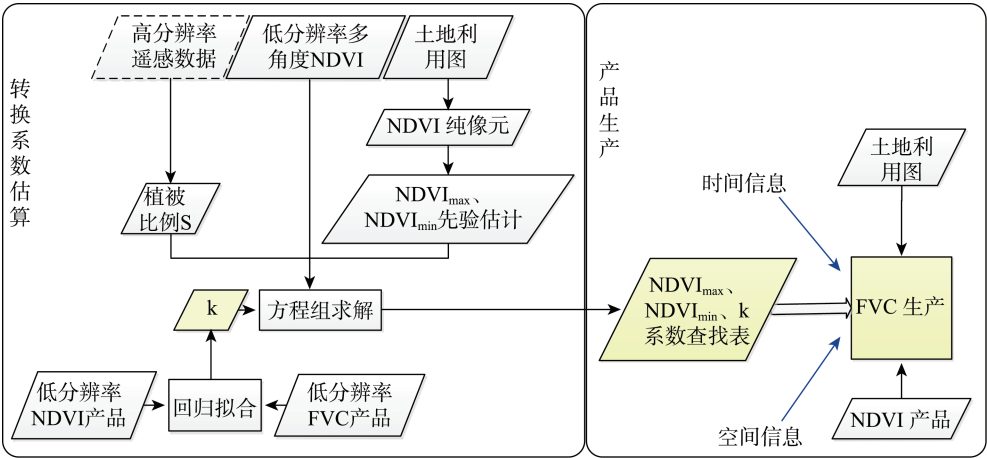 转换系数估算
高分辨率
遥感数据
低分辨率多
角度NDVI
土地利
用图
NDVI 纯像元
植被
比例S
NDVImax、
NDVImin先验估计
k
方程组求解
低分辨率
NDVI产品
回归拟合
低分辨率
FVC产品
产品生产
土地利
用图
时间信息
NDVImax、
NDVImin、k
系数查找表
FVC 生产
空间信息
NDVI 产品